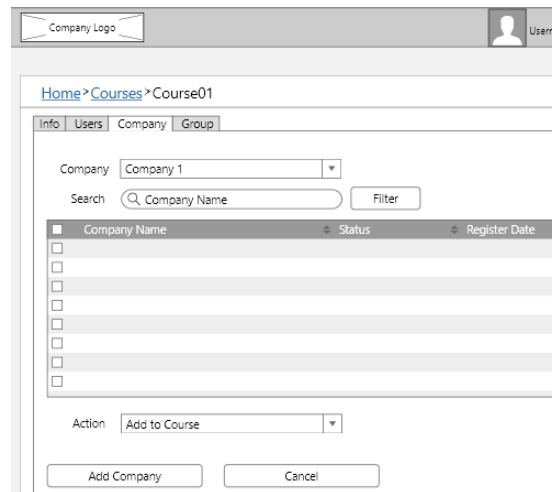 Company Logo
Usern
Home > Courses > Course01
Info Users Company Group
Company Company 1
Search Company Name Filter
Company Name Status Register Date
Action Add to Course
Add Company Cancel